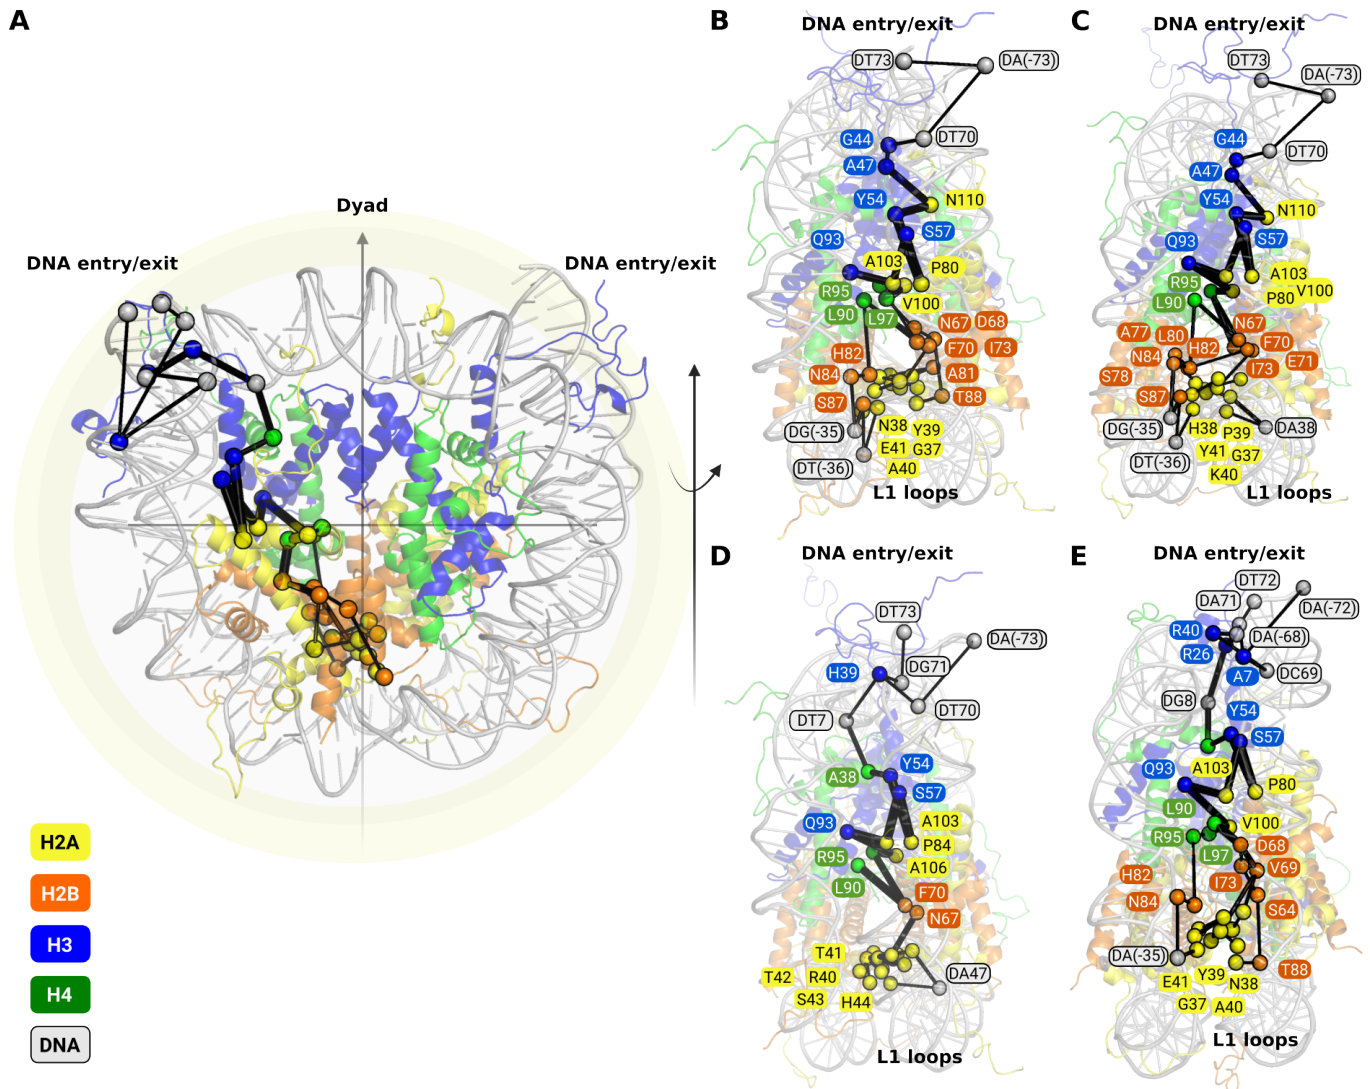 A
Dyad
DNA entry/exit
DNA entry/exit
H2A
H2B
H3
H4
DNA
B
DNA entry/exit
DT73
DA(-73)
G44
DT70
A47
Y54
N110
Q93
S57
A103
P80
R95
V100
L90
L97
N67
D68
H82
F70
I73
N84
A81
S87
T88
N38
Y39
DG(-35)
E41
G37
DT(-36)
A40
L1 loops
C
DNA entry/exit
DT73
DA(-73)
G44
DT70
A47
Y54
N110
Q93
S57
A103
R95
P80
V100
L90
A77
L80
N67
H82
F70
N84
E71
S78
I73
S87
H38
P39
DA38
DG(-35)
Y41
G37
DT(-36)
K40
L1 loops
D
DNA entry/exit
DT73
DA(-73)
H39
DG71
DT7
DT70
A38
Y54
S57
Q93
A103
R95
P84
A106
L90
F70
N67
T41
T42
R40
DA47
S43
H44
L1 loops
E
DNA entry/exit
DT72
DA71
DA(-72)
R40
DA(-68)
R26
A7
DC69
DG8
Y54
S57
Q93
A103
P80
L90
V100
R95
L97
D68
H82
I73
V69
N84
S64
DA(-35)
Y39
T88
E41
N38
G37
A40
L1 loops